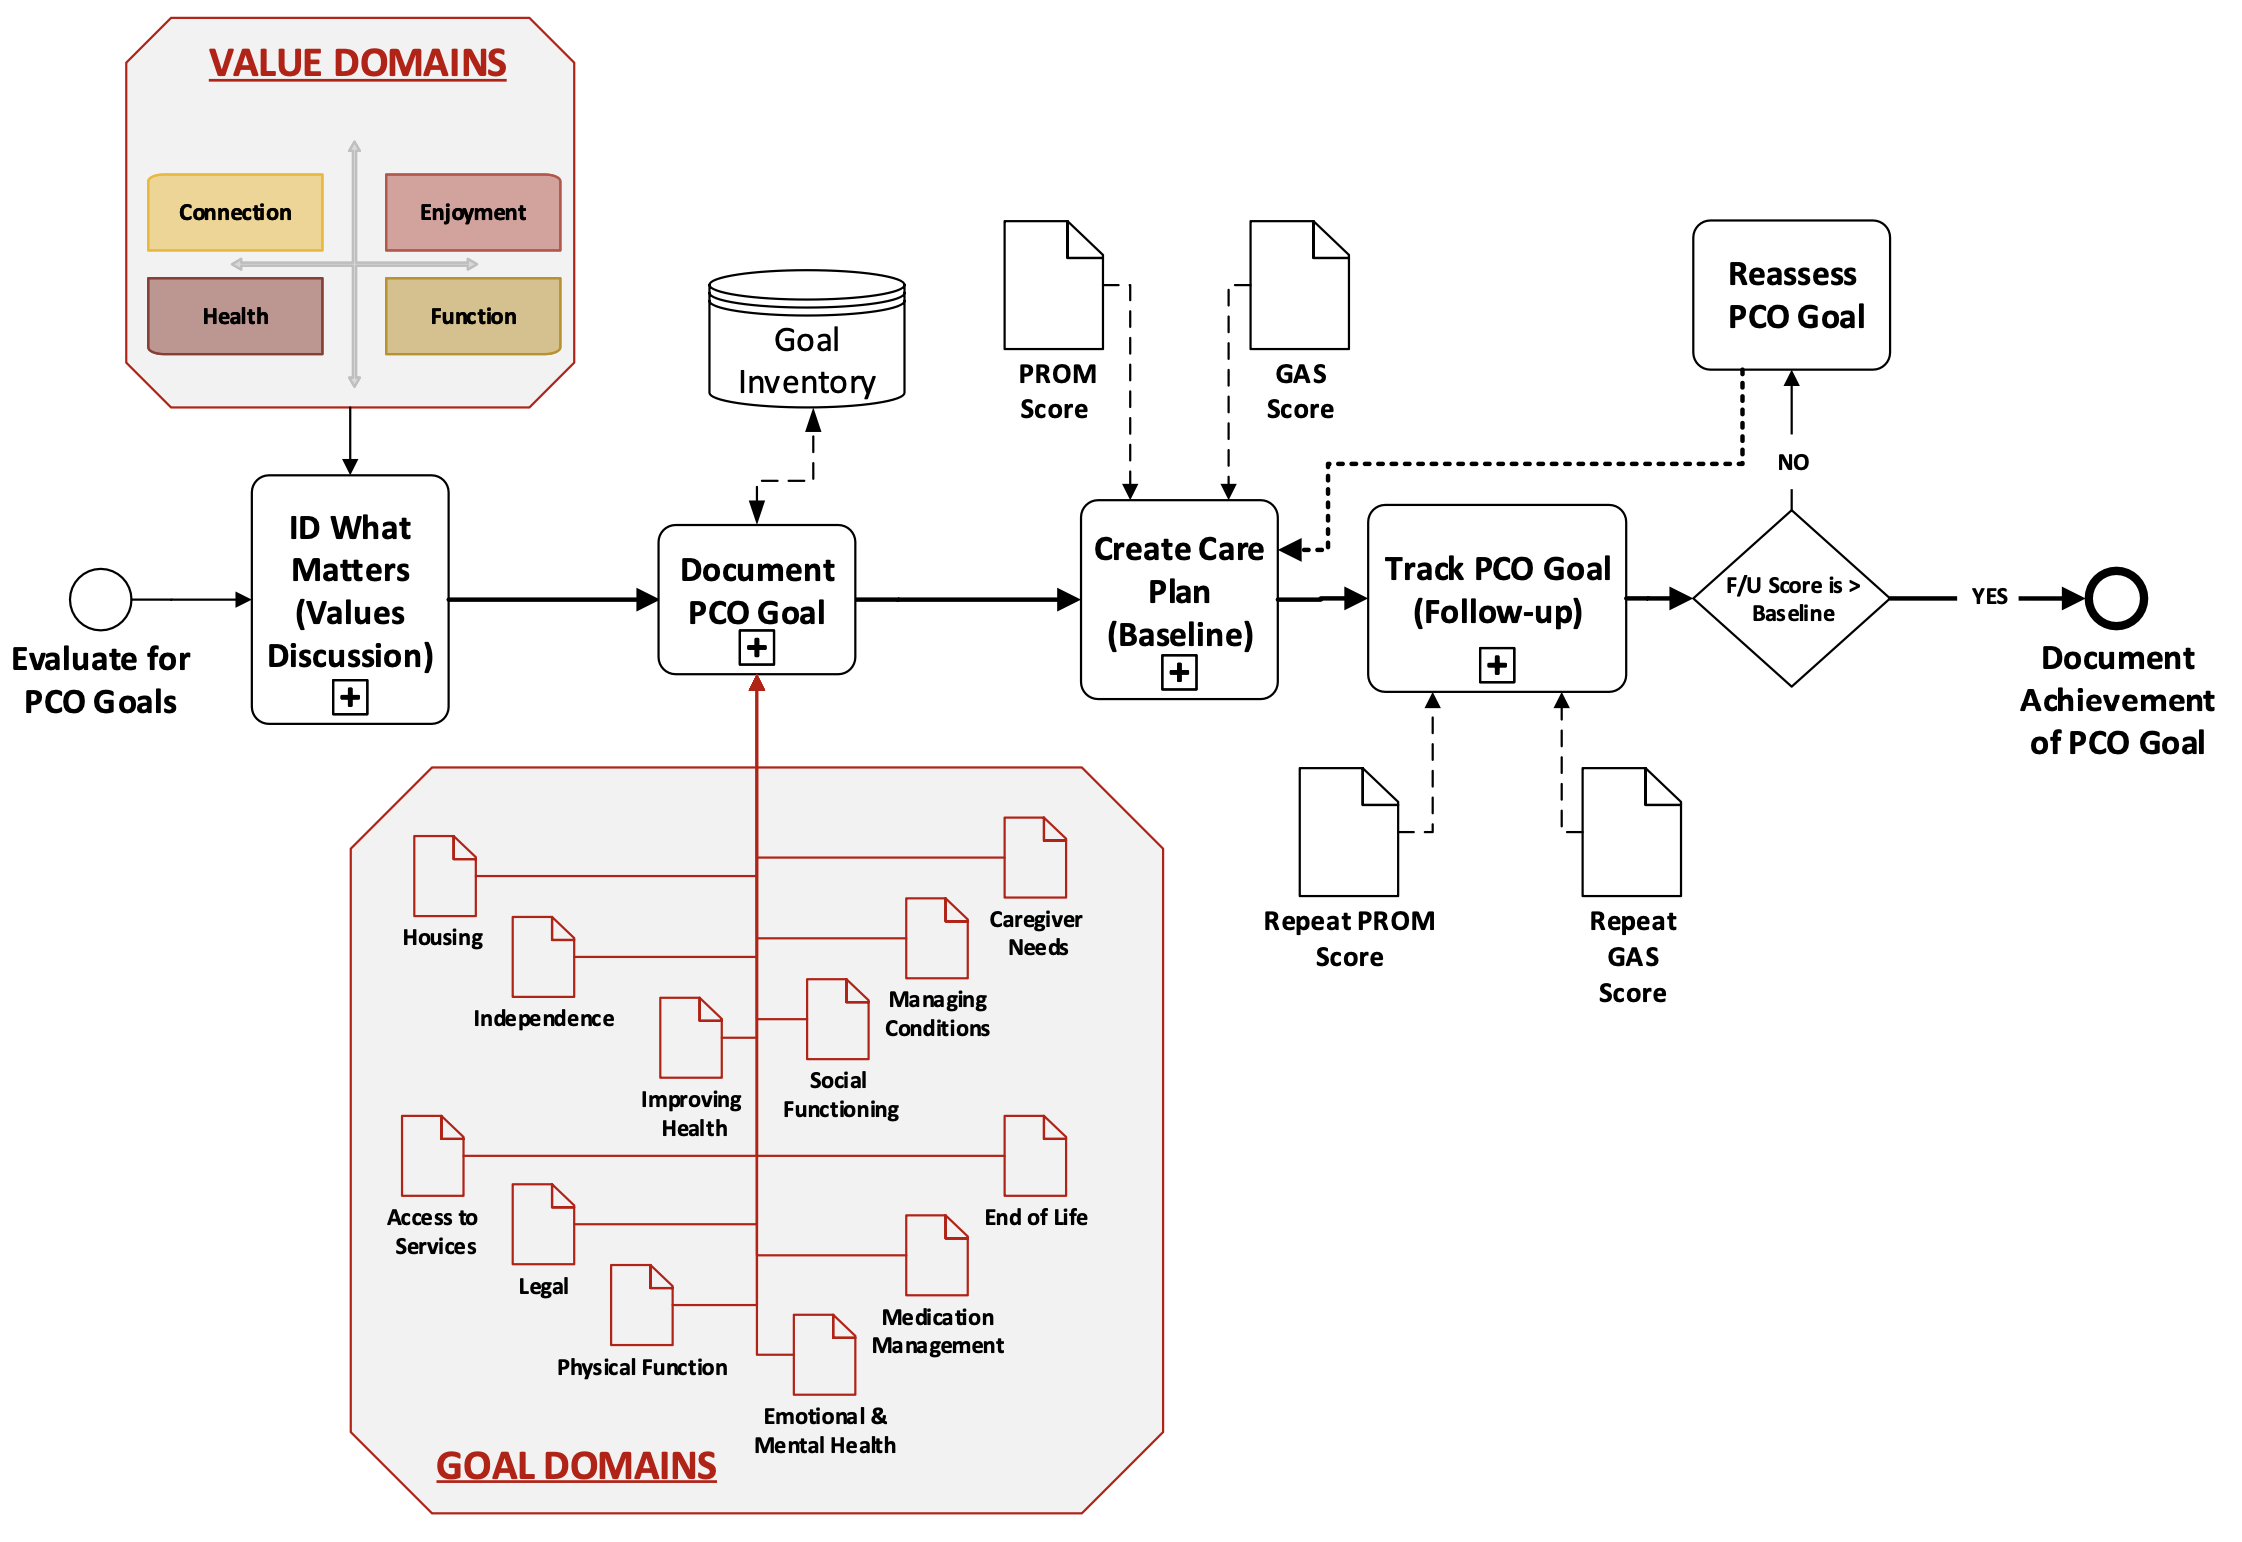 VALUE DOMAINS
Connection
Enjoyment
Health
Function
Goal
Inventory
PROM
Score
GAS
Score
Reassess
PCO Goal
NO
Evaluate for
PCO Goals
ID What
Matters
(Values
Discussion)
Document
PCO Goal
Create Care
Plan
(Baseline)
Track PCO Goal
(Follow-up)
F/U Score is >
Baseline
YES
Document
Achievement
of PCO Goal
Repeat PROM
Score
Repeat
GAS
Score
Housing
Independence
Improving
Health
Caregiver
Needs
Managing
Conditions
Social
Functioning
Access to
Services
Legal
Physical Function
End of Life
Medication
Management
Emotional &
Mental Health
GOAL DOMAINS